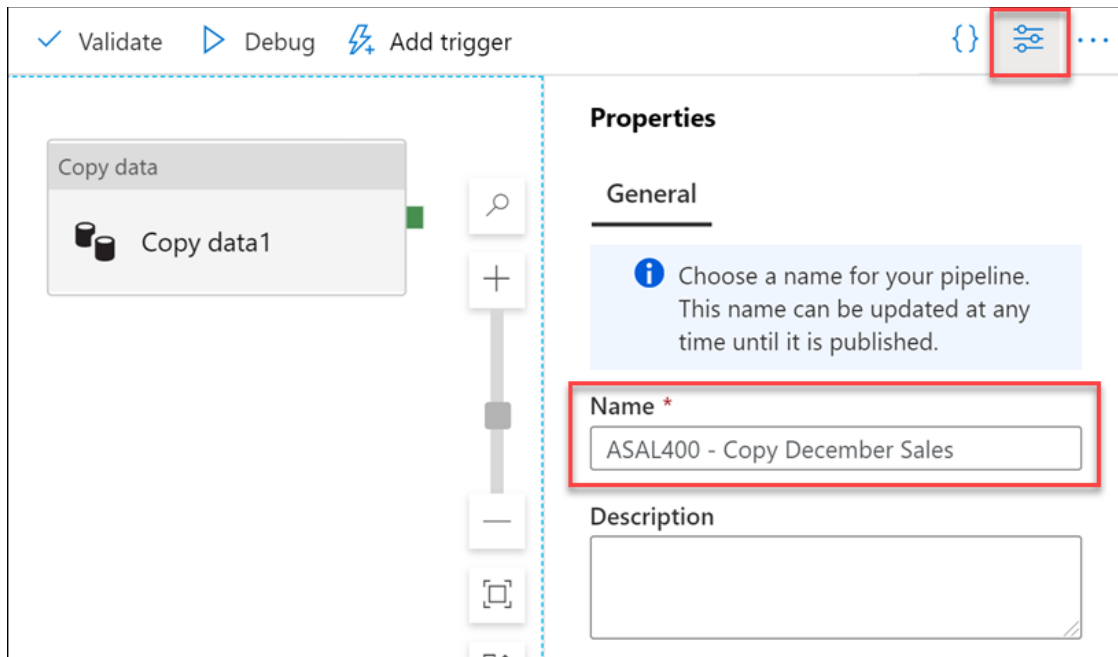 Validate Debug Add trigger {} ...
Properties
General
Copy data
Copy data1
Choose a name for your pipeline.
This name can be updated at any
time until it is published.
Name *
ASAL400 - Copy December Sales
Description